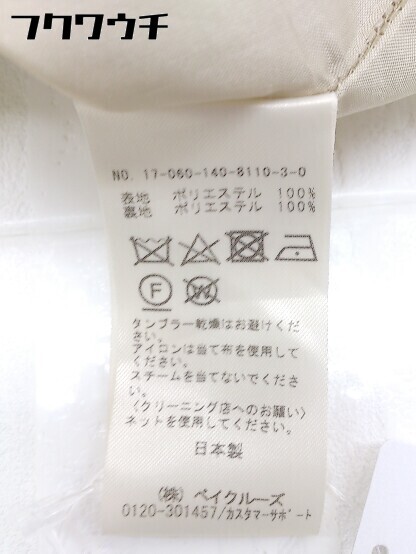 フクワウチ
NO. 17-060-140-8110-3-0
表地 ポリエステル 100%
裏地 ポリエステル 100%
F W
タンブラー乾燥はお避けくだ
さい。
アイロンは当て布を使用して
ください。
スチームを当てないでくださ
い。
〈クリーニング店へのお願い〉
ネットを使用してください。
日本製
(株) ベイクルーズ
0120-301457/カスタマーサポート